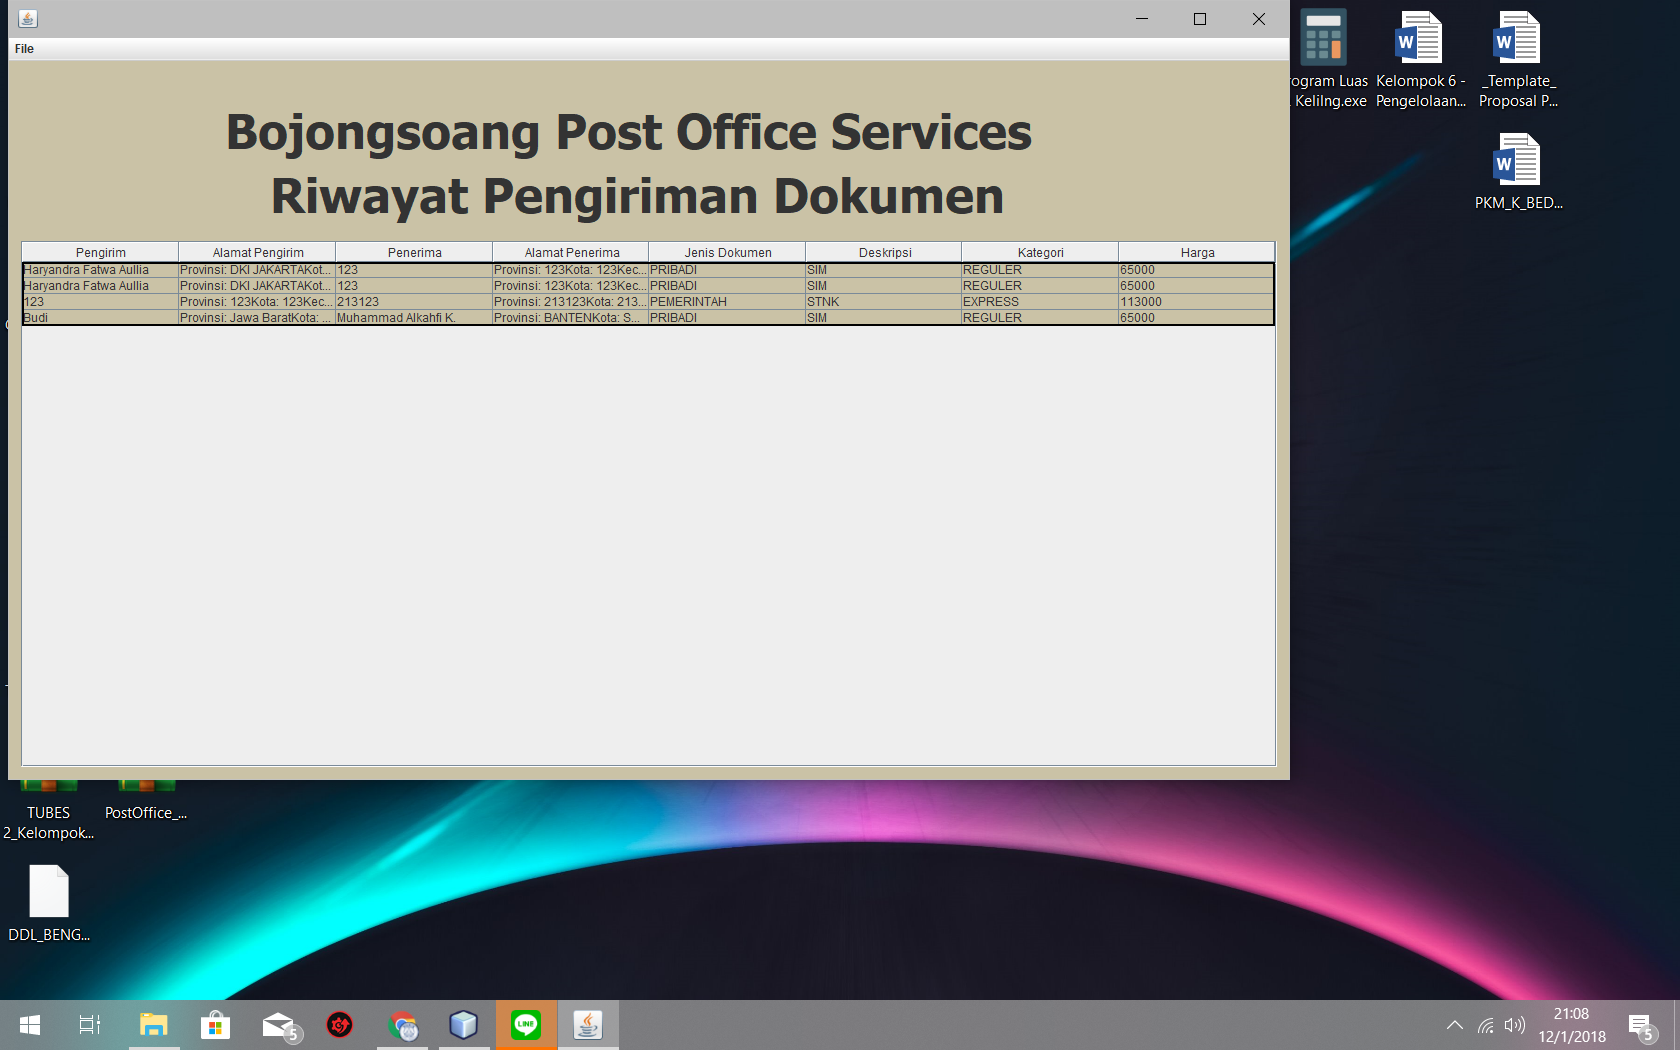 File
Bojongsoang Post Office Services
Riwayat Pengiriman Dokumen
Pengirim Alamat Pengirim Penerima Alamat Penerima Jenis Dokumen Deskripsi Kategori Harga
Haryandra Fatwa Aullia Provinsi: DKI JAKARTAKot... 123 Provinsi: 123Kota: 123Kec... PRIBADI SIM REGULER 65000
Haryandra Fatwa Aullia Provinsi: DKI JAKARTAKot... 123 Provinsi: 123Kota: 123Kec... PRIBADI SIM REGULER 65000
123 Provinsi: 123Kota: 123Kec... 213123 Provinsi: 213123Kota: 213... PEMERINTAH STNK EXPRESS 113000
Budi Provinsi: Jawa BaratKota: ... Muhammad Alkahfi K. Provinsi: BANTENKota: S... PRIBADI SIM REGULER 65000
rogram Luas
Kelilng.exe
Kelompok 6 -
Pengelolaan...
_Template_
Proposal P...
PKM_K_BED...
TUBES
2_Kelompok...
PostOffice_...
DDL_BENG...
5
LINE
21:08
12/1/2018
5